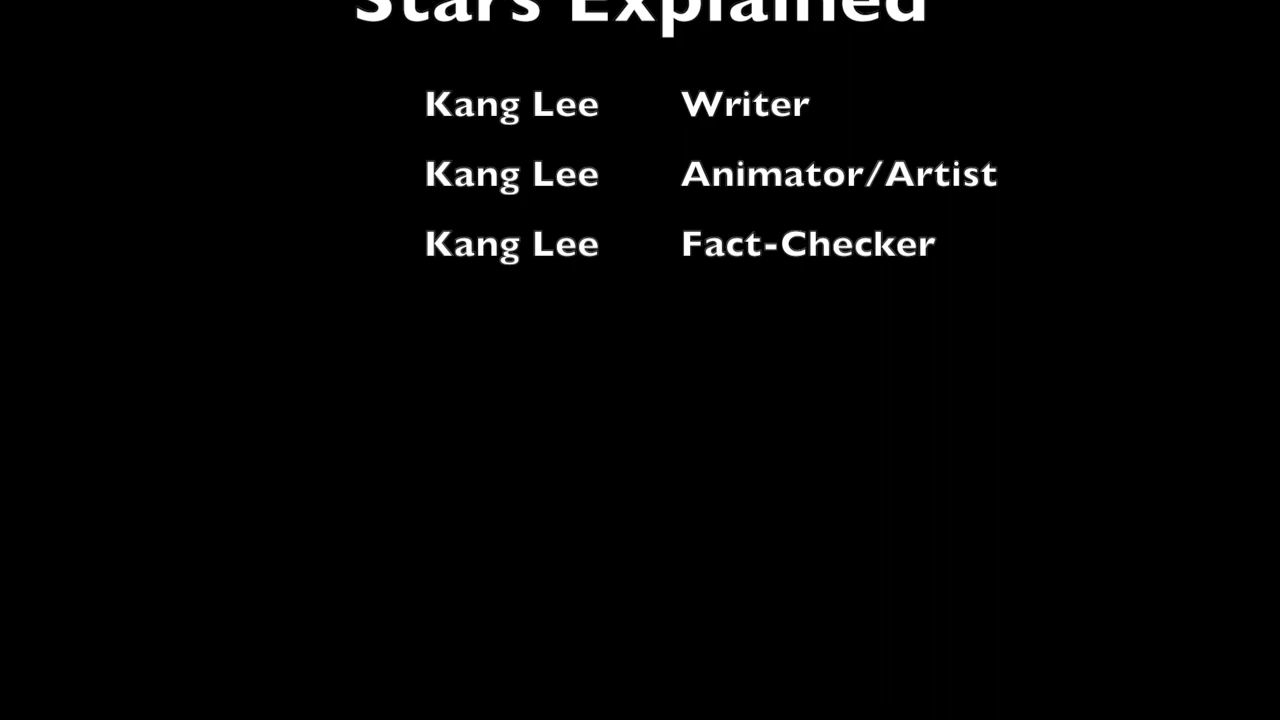 Stars Explained
Kang Lee Writer
Kang Lee Animator/Artist
Kang Lee Fact-Checker